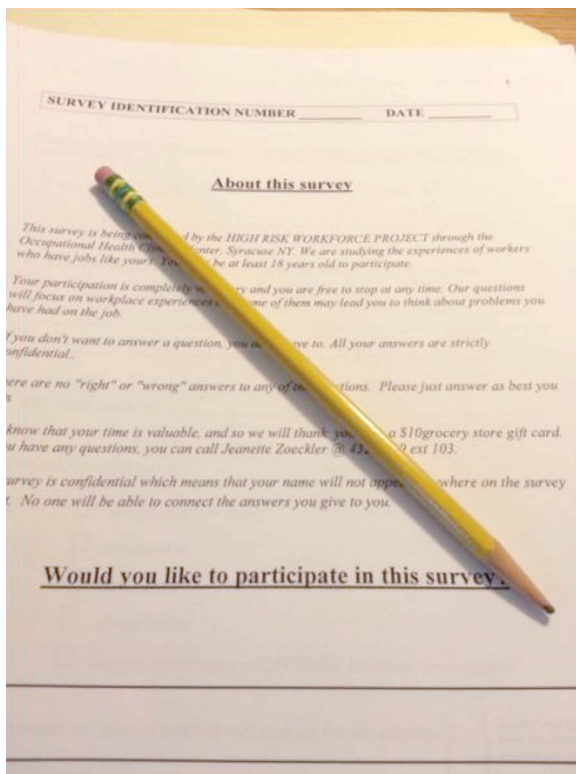 SURVEY IDENTIFICATION NUMBER ________ DATE ________
About this survey
This survey is being by the HIGH RISK WORKFORCE PROJECT through the
Occupational Health Center, Syracuse NY. We are studying the experiences of workers
who have jobs like yours. be at least 18 years old to participate.
Your participation is completely and you are free to stop at any time. Our questions
will focus on workplace experiences some of them may lead you to think about problems you
have had on the job.
f you don't want to answer a question, you to. All your answers are strictly
onfidential..
ere are no "right" or "wrong" answers to any of Please just answer as best you
know that your time is valuable, and so we will thank a $10grocery store gift card.
u have any questions, you can call Jeanette Zoeckler @ ext 103.
urvey is confidential which means that your name will not where on the survey
. No one will be able to connect the answers you give to you.
Would you like to participate in this survey?